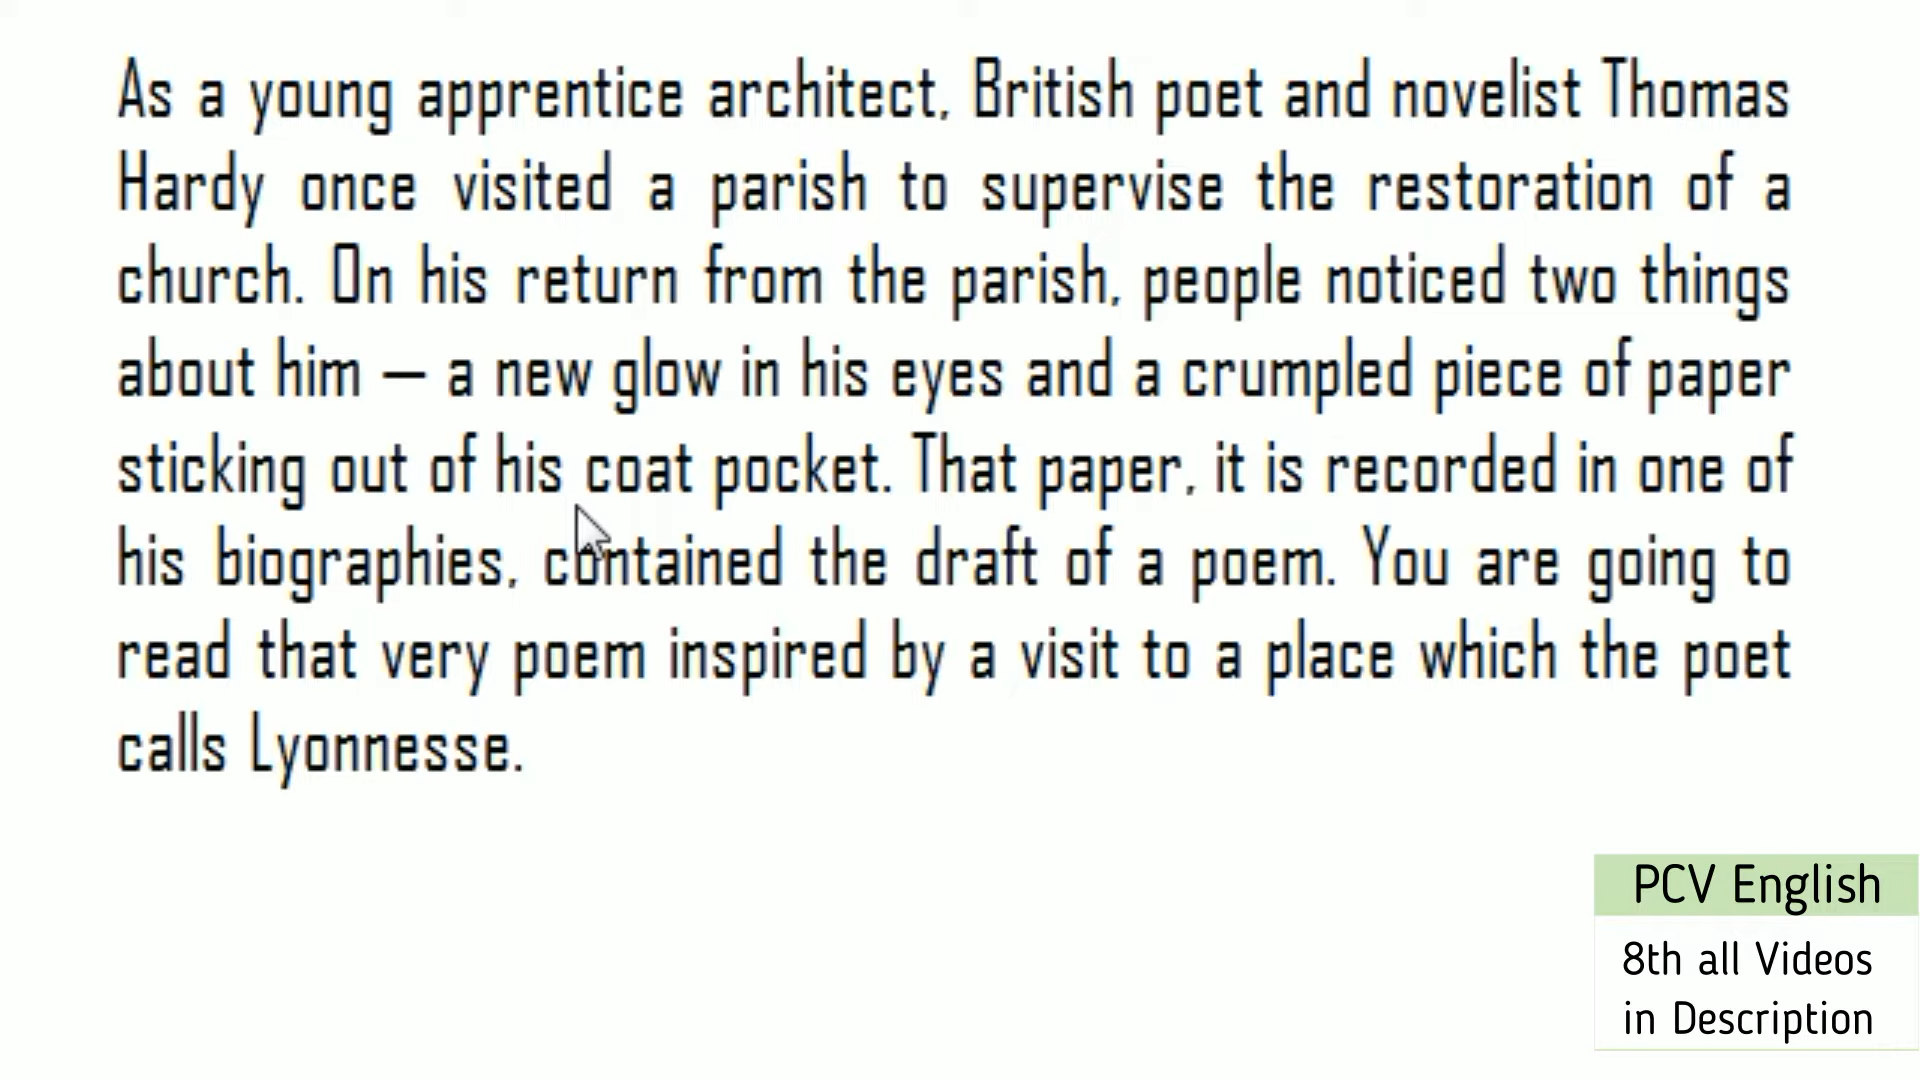 As a young apprentice architect, British poet and novelist Thomas
Hardy once visited a parish to supervise the restoration of a
church. On his return from the parish, people noticed two things
about him — a new glow in his eyes and a crumpled piece of paper
sticking out of his coat pocket. That paper, it is recorded in one of
his biographies, contained the draft of a poem. You are going to
read that very poem inspired by a visit to a place which the poet
calls Lyonnesse.
PCV English
8th all Videos
in Description